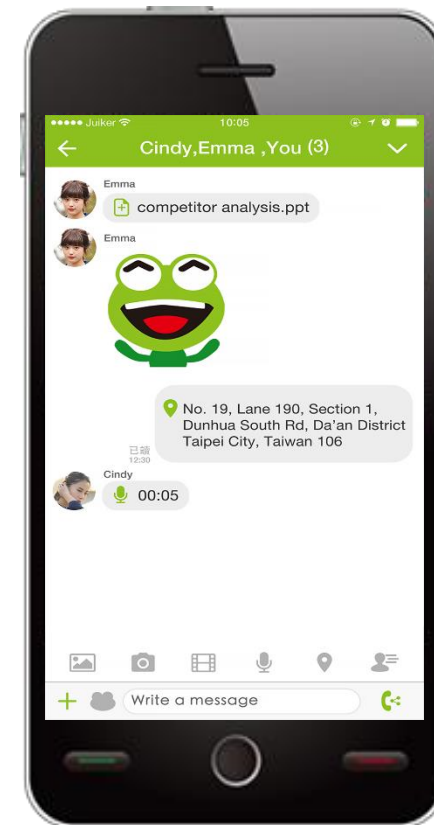 Juiker
10:05
Cindy,Emma ,You (3)
Emma
competitor analysis.ppt
Emma
No. 19, Lane 190, Section 1,
Dunhua South Rd, Da'an District
Taipei City, Taiwan 106
已讀
12:30
Cindy
00:05
Write a message